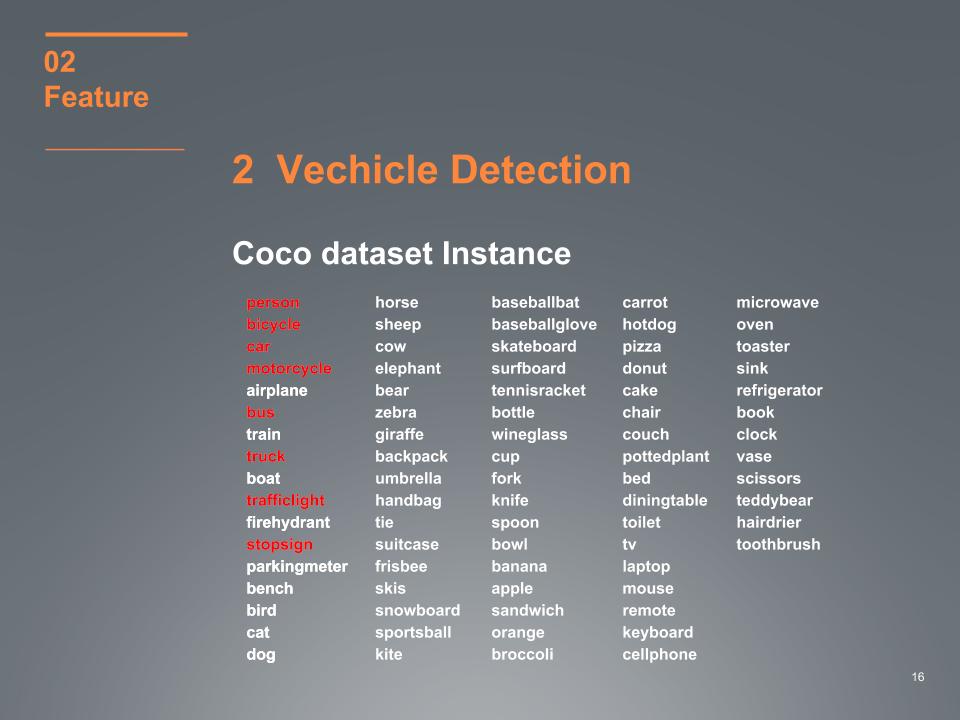 02
Feature
2 Vechicle Detection
Coco dataset Instance
person horse baseballbat carrot microwave
bicycle sheep baseballglove hotdog oven
car cow skateboard pizza toaster
motorcycle elephant surfboard donut sink
airplane bear tennisracket cake refrigerator
bus zebra bottle chair book
train giraffe wineglass couch clock
truck backpack cup pottedplant vase
boat umbrella fork bed scissors
trafficlight handbag knife diningtable teddybear
firehydrant tie spoon toilet hairdrier
stopsign suitcase bowl tv toothbrush
parkingmeter frisbee banana laptop
bench skis apple mouse
bird snowboard sandwich remote
cat sportsball orange keyboard
dog kite broccoli cellphone
16